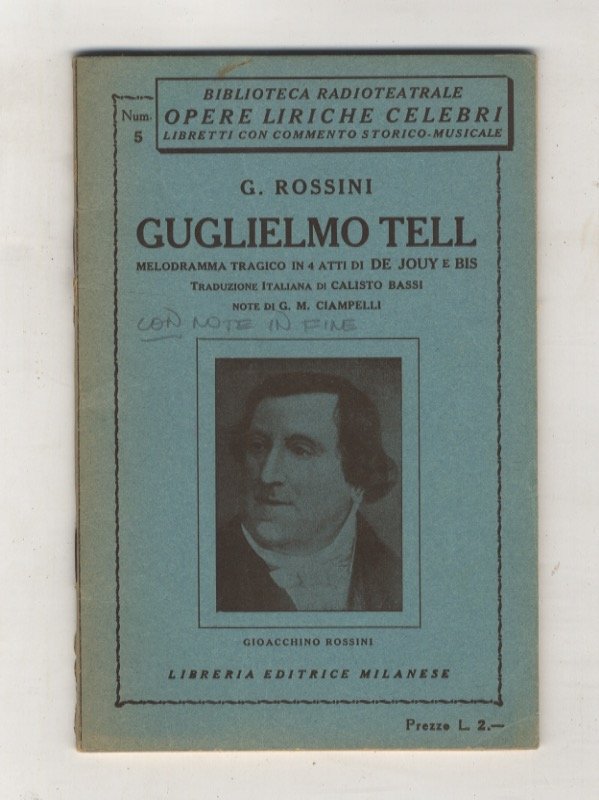 BIBLIOTECA RADIOTEATRALE
OPERE LIRICHE CELEBRI
LIBRETTI CON COMMENTO STORICO-MUSICALE
Num.
5
G. ROSSINI
GUGLIELMO TELL
MELODRAMMA TRAGICO IN 4 ATTI DI DE JOUY E BIS
TRADUZIONE ITALIANA DI CALISTO BASSI
NOTE DI G. M. CIAMPELLI
CON NOTE IN FINE
GIOACCHINO ROSSINI
LIBRERIA EDITRICE MILANESE
Prezzo L. 2.—